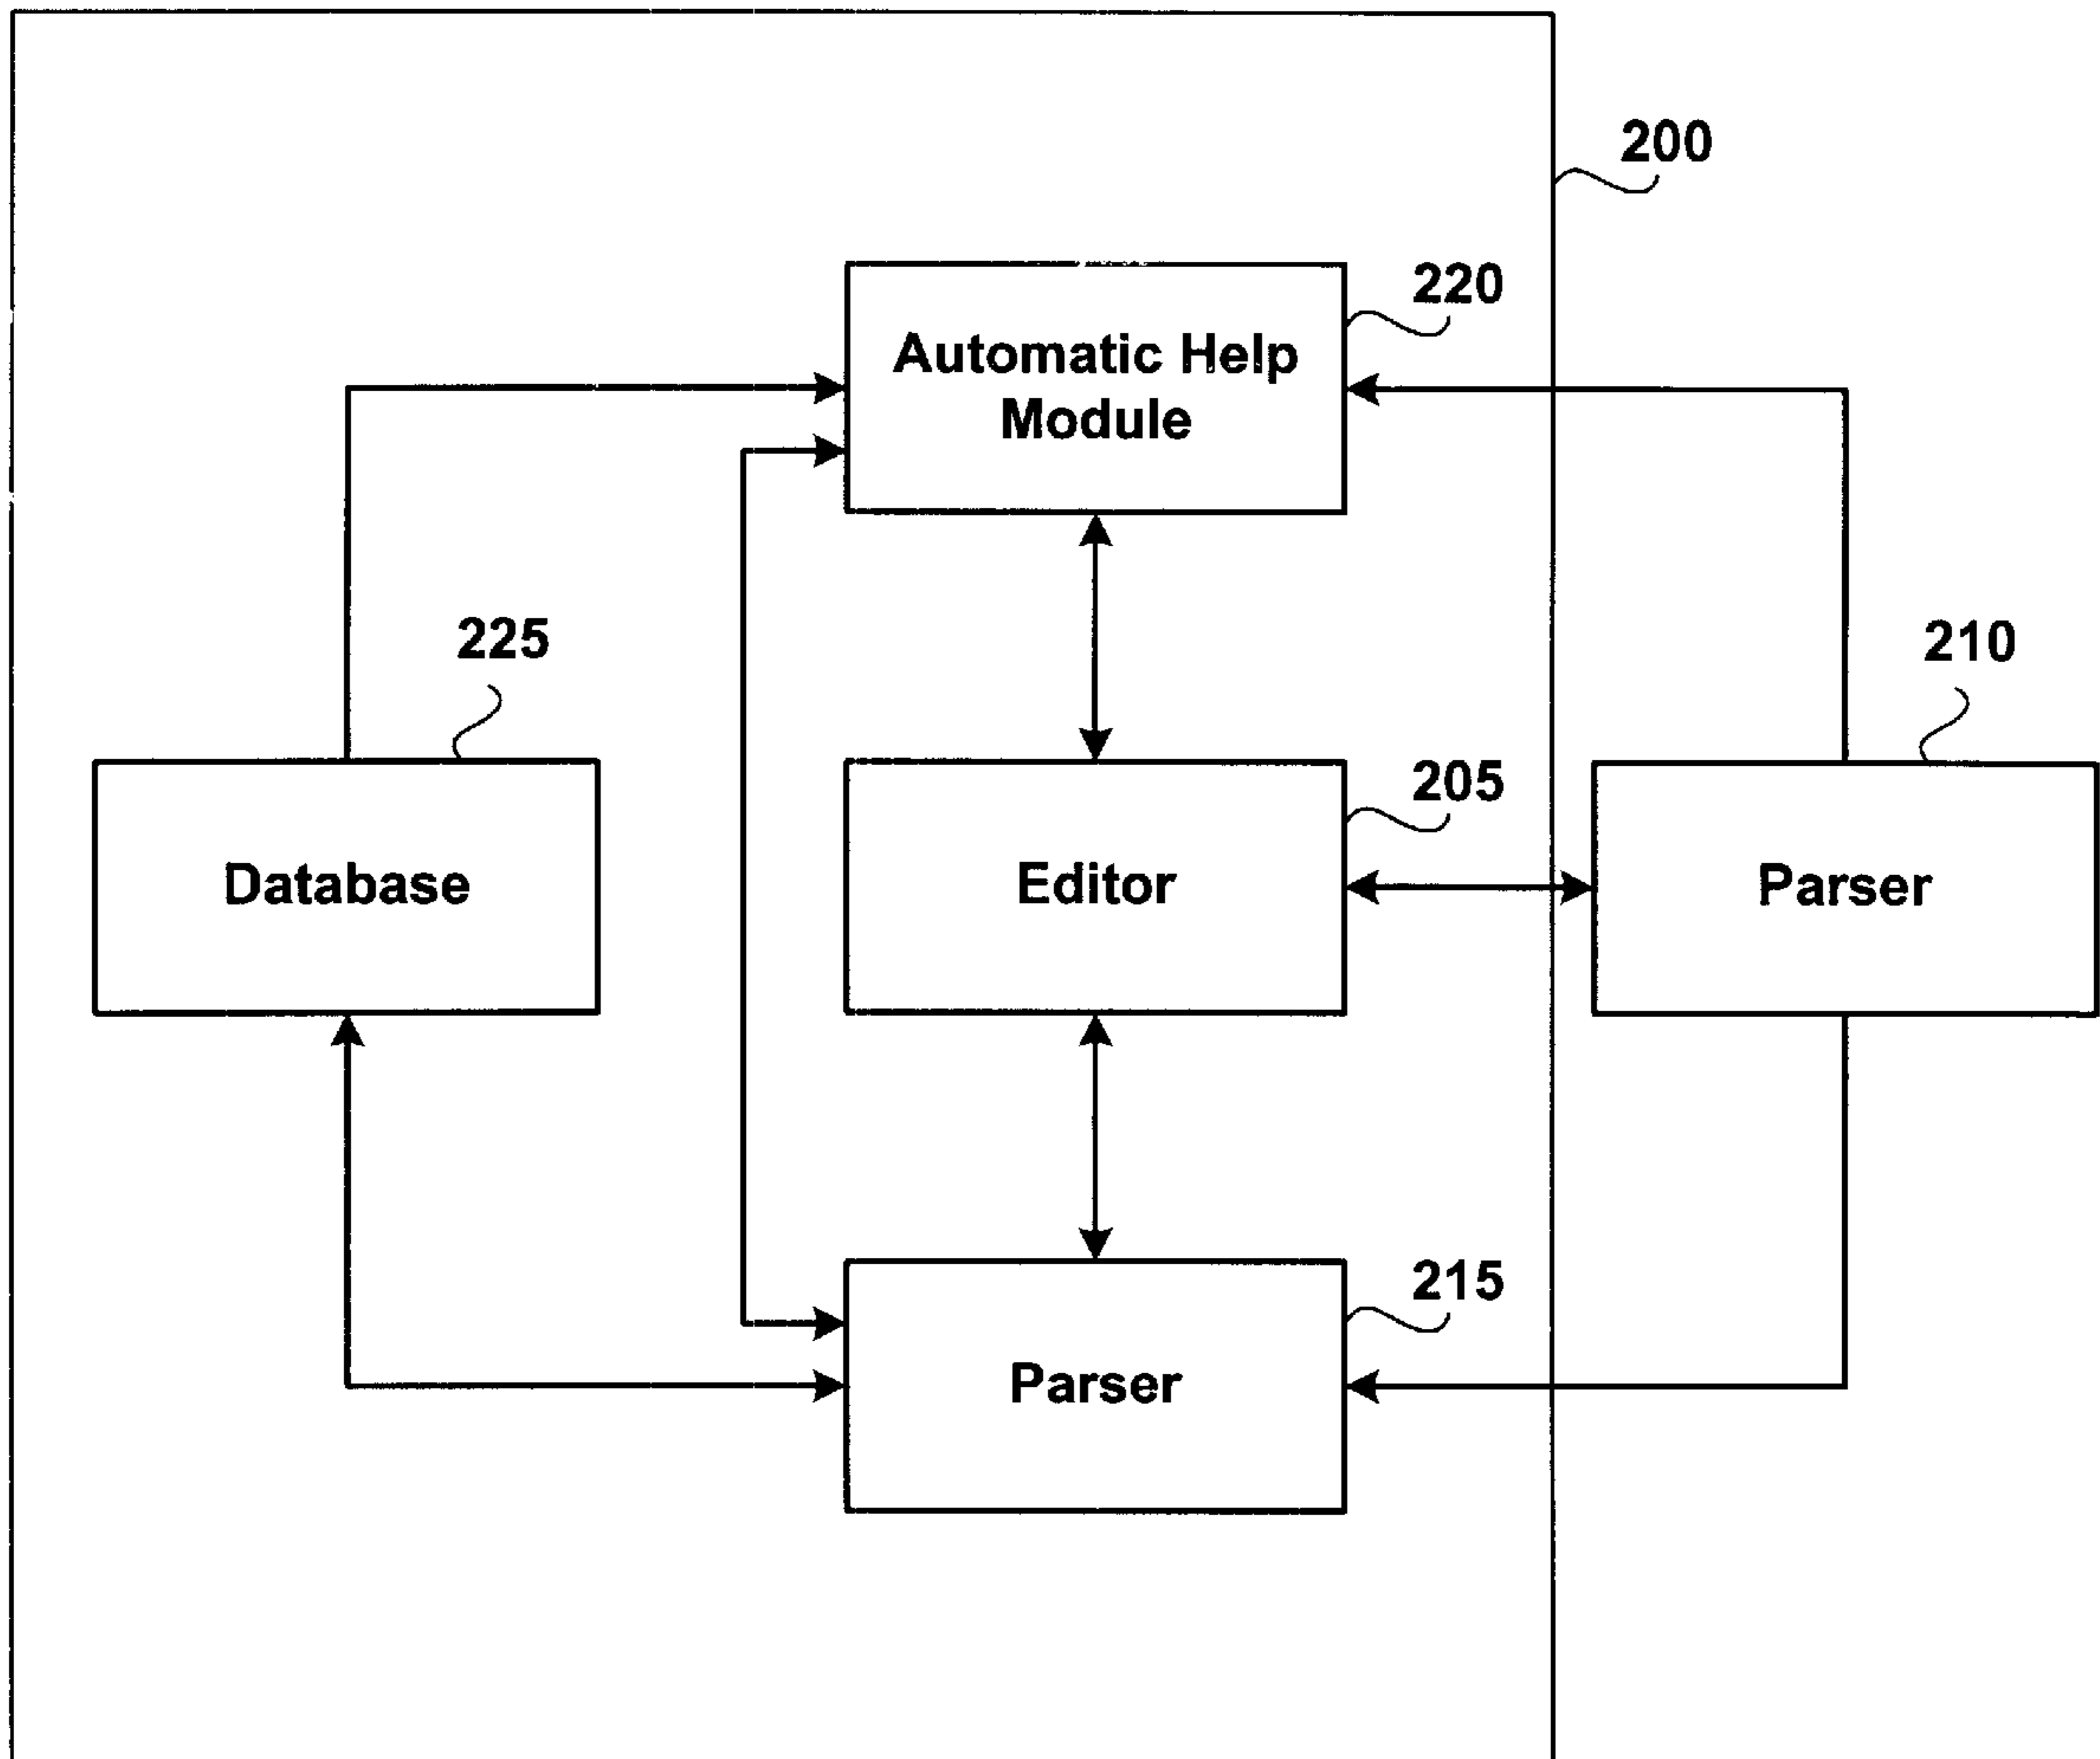 200
220
Automatic Help
Module
225
210
205
Database
Editor
Parser
215
Parser